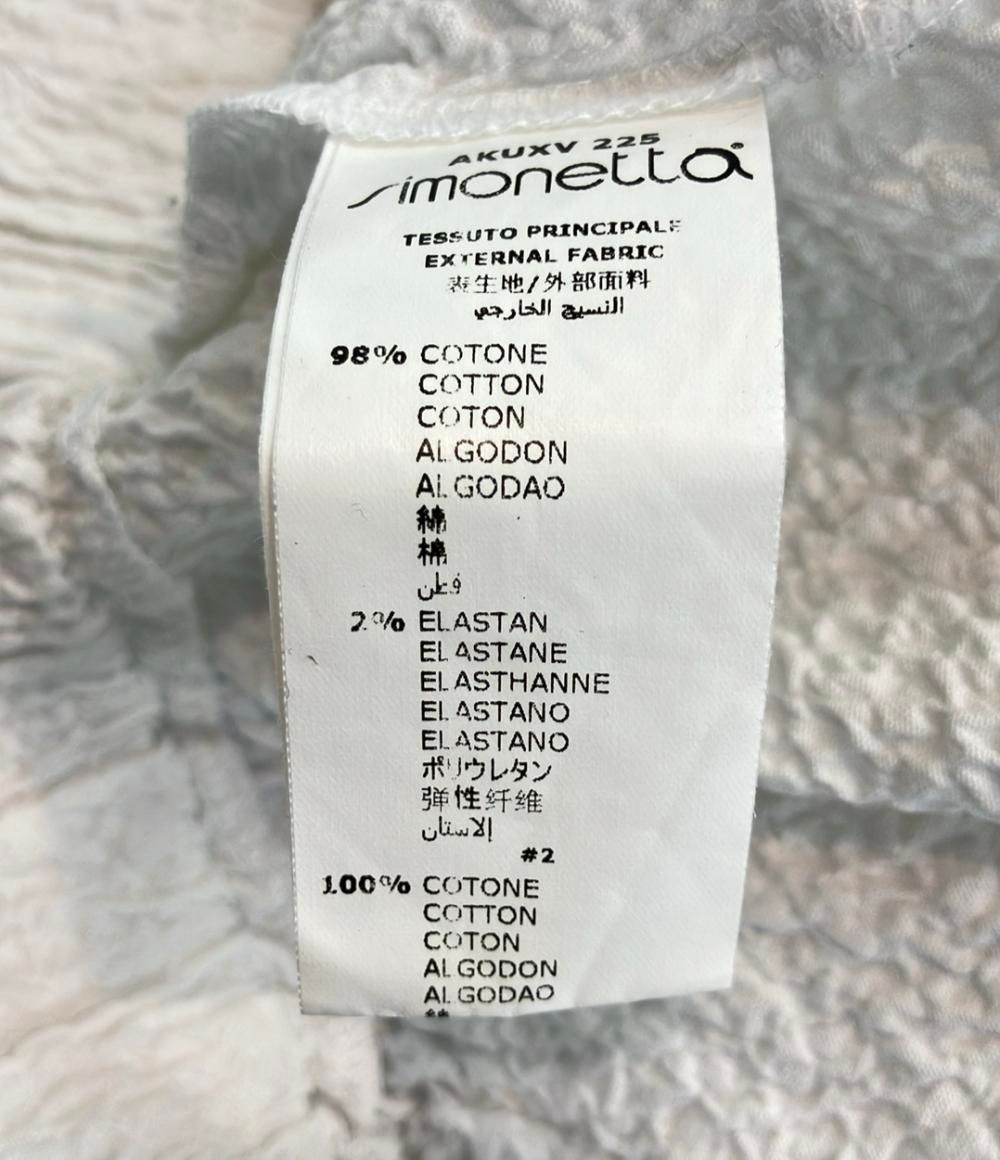 AKUXV 225
simonetta®
TESSUTO PRINCIPALE
EXTERNAL FABRIC
表生地/外部面料
النسيج الخارجي
98% COTONE
COTTON
COTON
ALGODON
ALGODAO
綿
棉
قطن
2% ELASTAN
ELASTANE
ELASTHANNE
ELASTANO
ELASTANO
ポリウレタン
弹性纤维
إلاستان
#2
100% COTONE
COTTON
COTON
ALGODON
ALGODAO